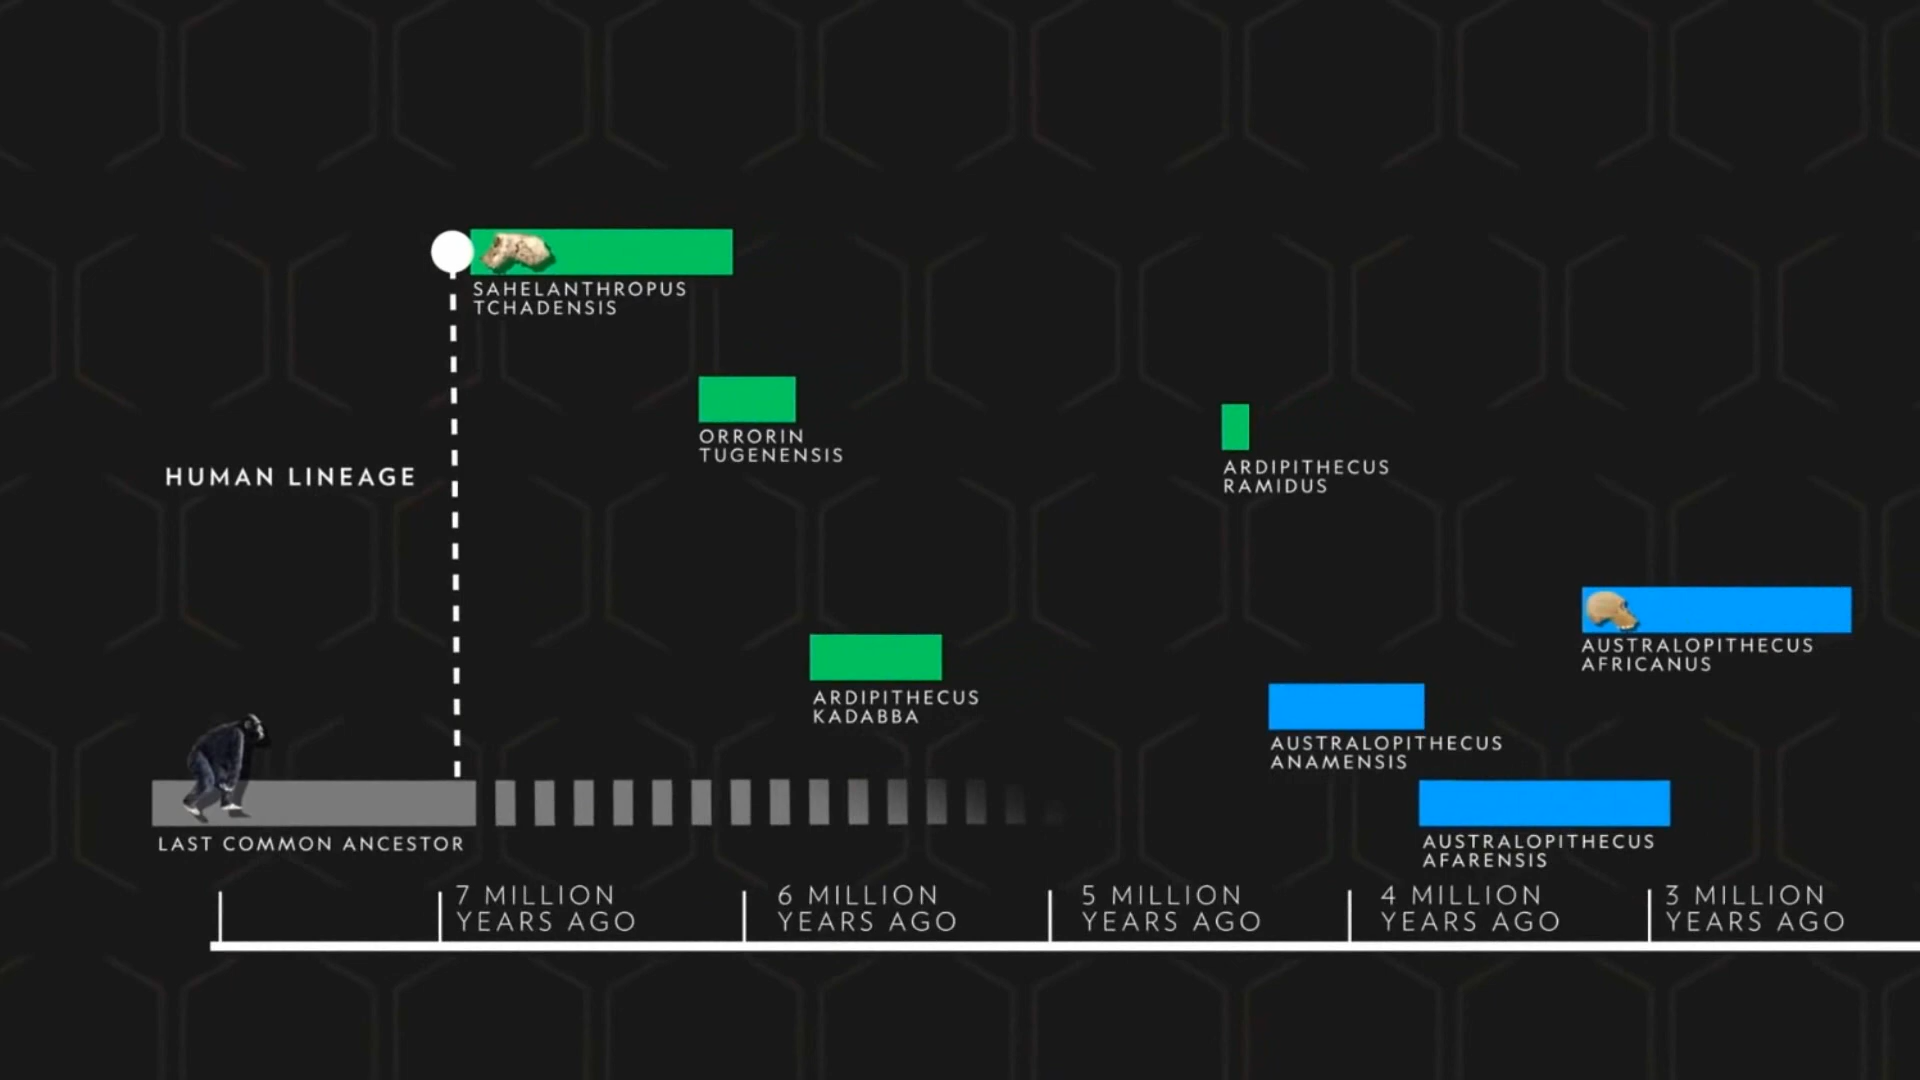 SAHELANTHROPUS
TCHADENSIS
ORRORIN
TUGENENSIS
ARDIPITHECUS
RAMIDUS
HUMAN LINEAGE
AUSTRALOPITHECUS
AFRICANUS
ARDIPITHECUS
KADABBA
AUSTRALOPITHECUS
ANAMENSIS
LAST COMMON ANCESTOR
AUSTRALOPITHECUS
AFARENSIS
7 MILLION
YEARS AGO
6 MILLION
YEARS AGO
5 MILLION
YEARS AGO
4 MILLION
YEARS AGO
3 MILLION
YEARS AGO